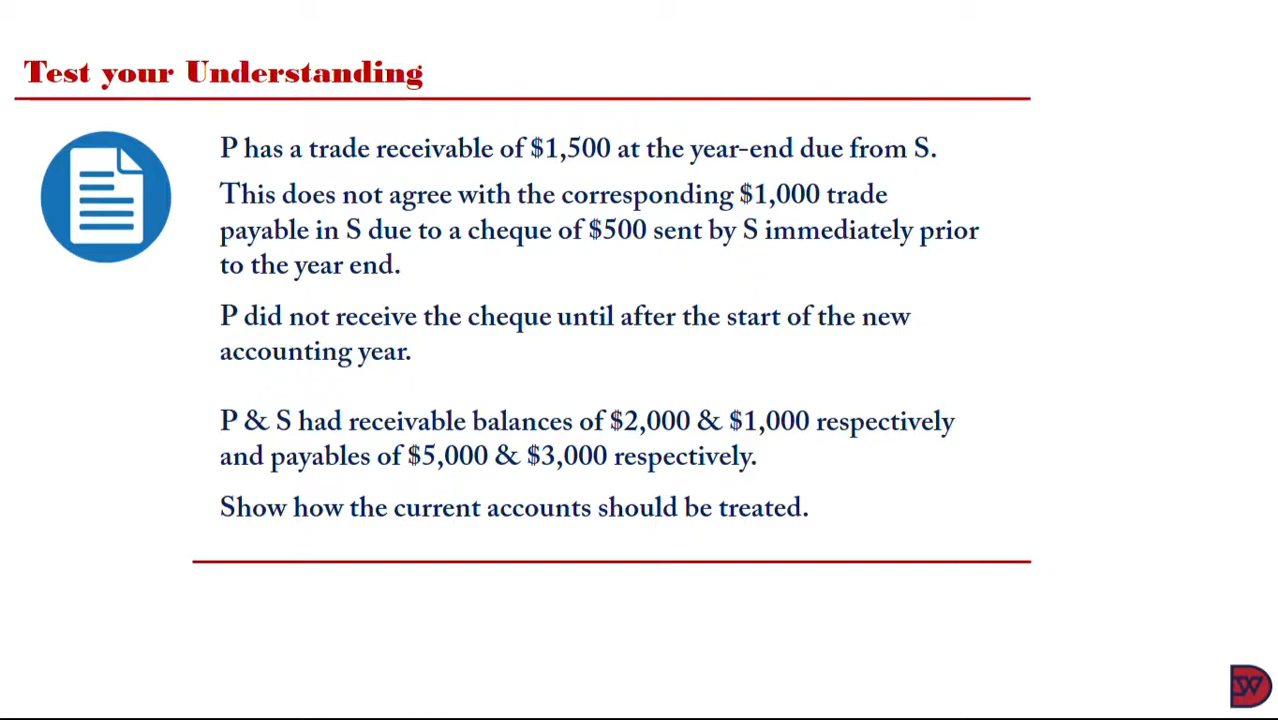 Test your Understanding
P has a trade receivable of $1,500 at the year-end due from S.
This does not agree with the corresponding $1,000 trade
payable in S due to a cheque of $500 sent by S immediately prior
to the year end.
P did not receive the cheque until after the start of the new
accounting year.
P & S had receivable balances of $2,000 & $1,000 respectively
and payables of $5,000 & $3,000 respectively.
Show how the current accounts should be treated.
DW